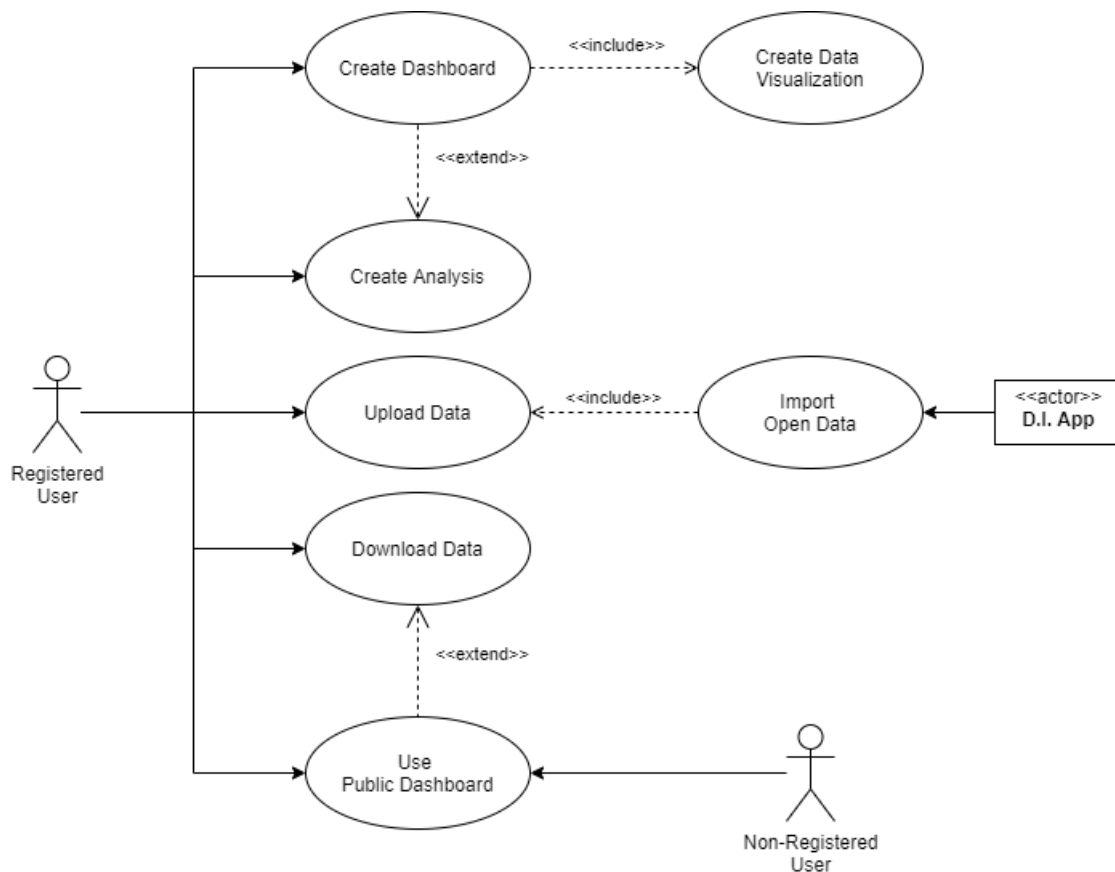 Create Dashboard
<<include>>
Create Data
Visualization
<<extend>>
Create Analysis
Registered
User
Upload Data
<<include>>
Import
Open Data
<<actor>>
D.I. App
Download Data
<<extend>>
Use
Public Dashboard
Non-Registered
User